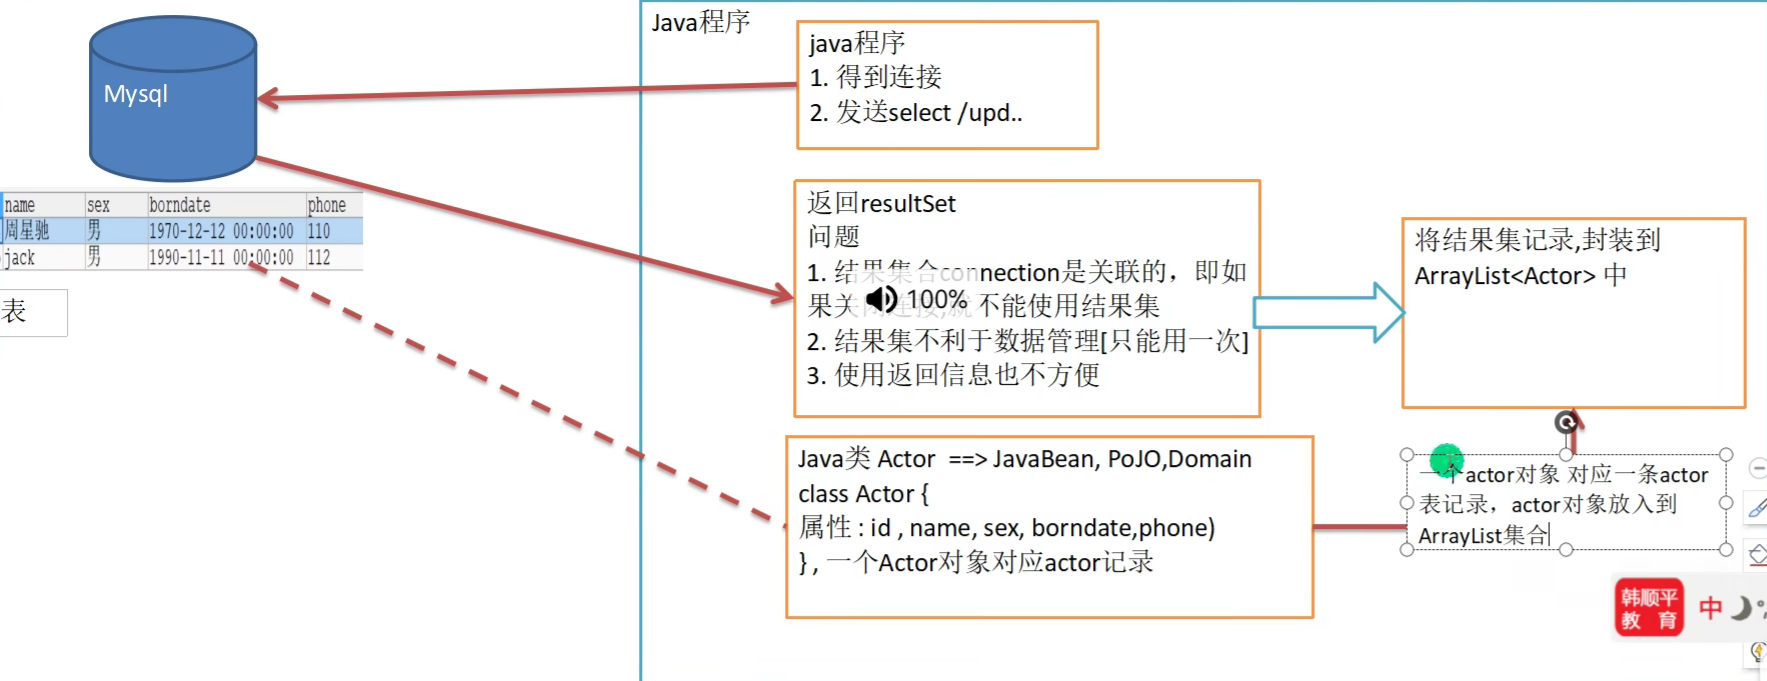 Java程序
java程序
1. 得到连接
2. 发送select /upd..
Mysql
name sex borndate phone
周星驰 男 1970-12-12 00:00:00 110
jack 男 1990-11-11 00:00:00 112
表
返回resultSet
问题
1. 结果集合connection是关联的，即如
果关闭连接,就不能使用结果集
2. 结果集不利于数据管理[只能用一次]
3. 使用返回信息也不方便
100%
将结果集记录,封装到
ArrayList<Actor> 中
Java类 Actor ==> JavaBean, PoJO,Domain
class Actor {
属性 : id , name, sex, borndate,phone)
} , 一个Actor对象对应actor记录
一个actor对象 对应一条actor
表记录，actor对象放入到
ArrayList集合
韩顺平
教 育
中